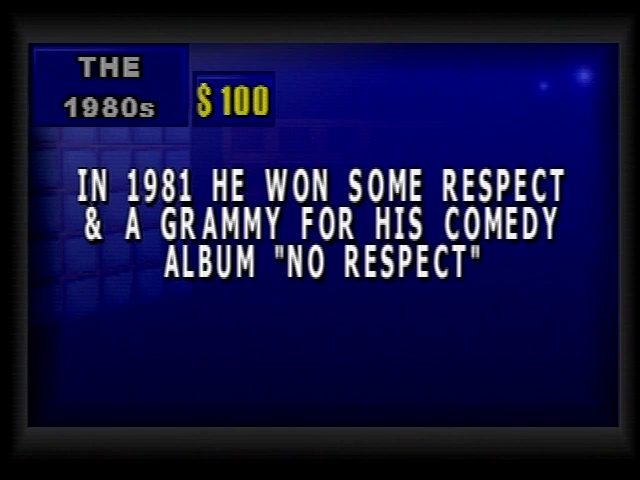 THE
1980s
$100
IN 1981 HE WON SOME RESPECT
& A GRAMMY FOR HIS COMEDY
ALBUM "NO RESPECT"